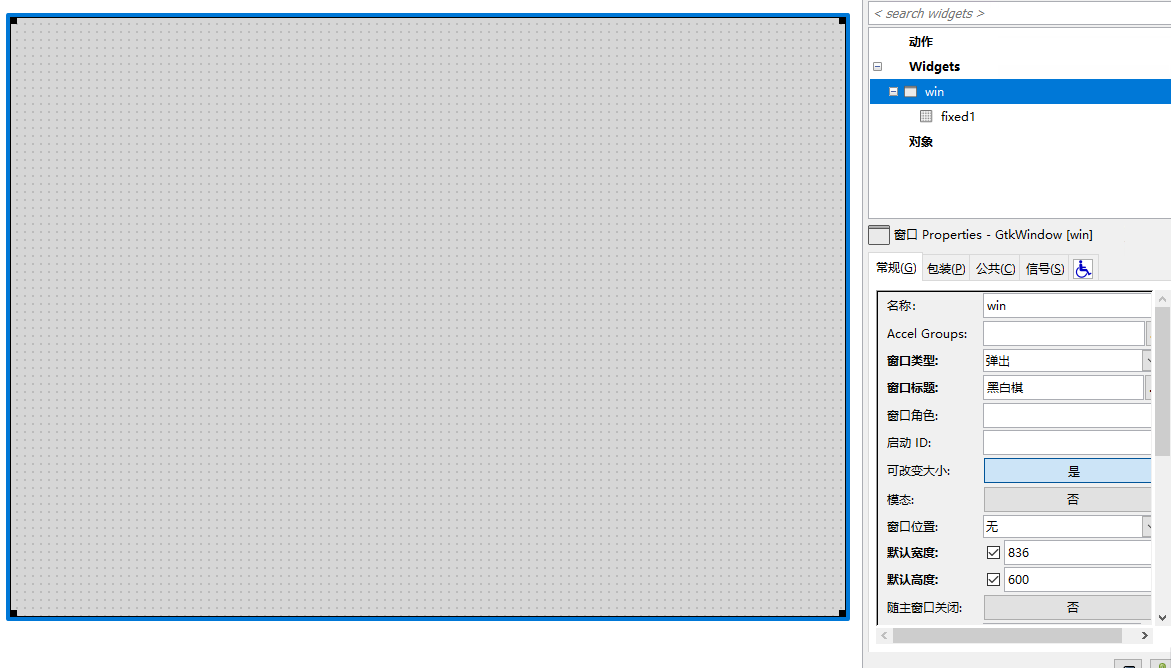 < search widgets >
动作
Widgets
win
fixed1
对象
窗口 Properties - GtkWindow [win]
常规(G) 包装(P) 公共(C) 信号(S)
名称: win
Accel Groups:
窗口类型: 弹出
窗口标题: 黑白棋
窗口角色:
启动 ID:
可改变大小: 是
模态: 否
窗口位置: 无
默认宽度: 836
默认高度: 600
随主窗口关闭: 否